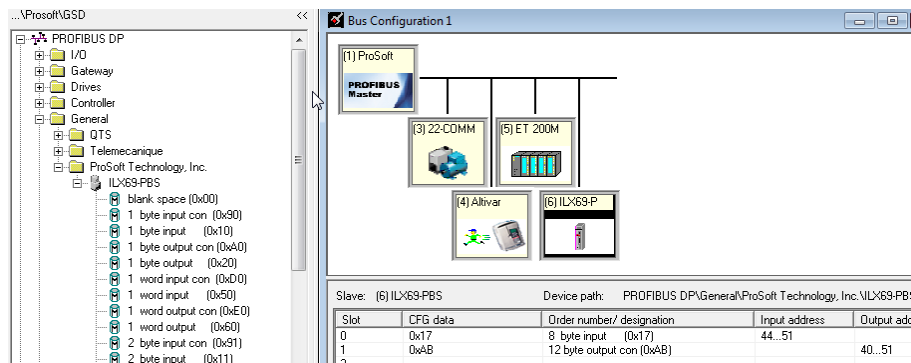 ...\Prosoft\GSD <<
PROFIBUS DP
I/O
Gateway
Drives
Controller
General
QTS
Telemecanique
ProSoft Technology, Inc.
ILX69-PBS
blank space (0x00)
1 byte input con (0x90)
1 byte input (0x10)
1 byte output con (0xA0)
1 byte output (0x20)
1 word input con (0xD0)
1 word input (0x50)
1 word output con (0xE0)
1 word output (0x60)
2 byte input con (0x91)
2 byte input (0x11)
Bus Configuration 1
(1) ProSoft
PROFIBUS
Master
(3) 22-COMM
(5) ET 200M
(4) Altivar
(6) ILX69-P
Slave: (6) ILX69-PBS Device path: PROFIBUS DP\General\ProSoft Technology, Inc.\ILX69-PBS
Slot CFG data Order number/ designation Input address Output add
0 0x17 8 byte input (0x17) 44...51
1 0xAB 12 byte output con (0xAB) 40...51